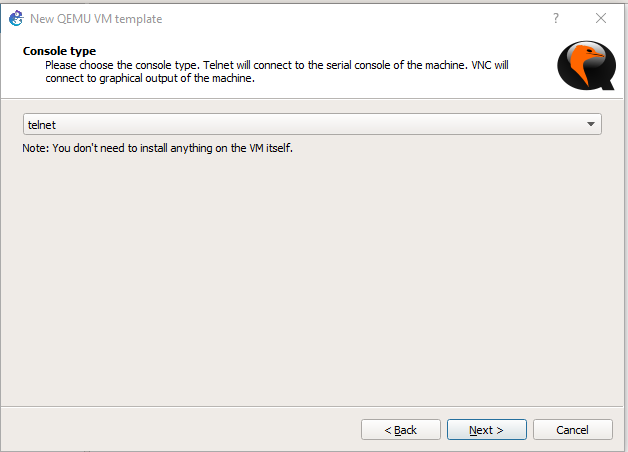 New QEMU VM template
?
Console type
Please choose the console type. Telnet will connect to the serial console of the machine. VNC will
connect to graphical output of the machine.
telnet
Note: You don't need to install anything on the VM itself.
< Back
Next >
Cancel